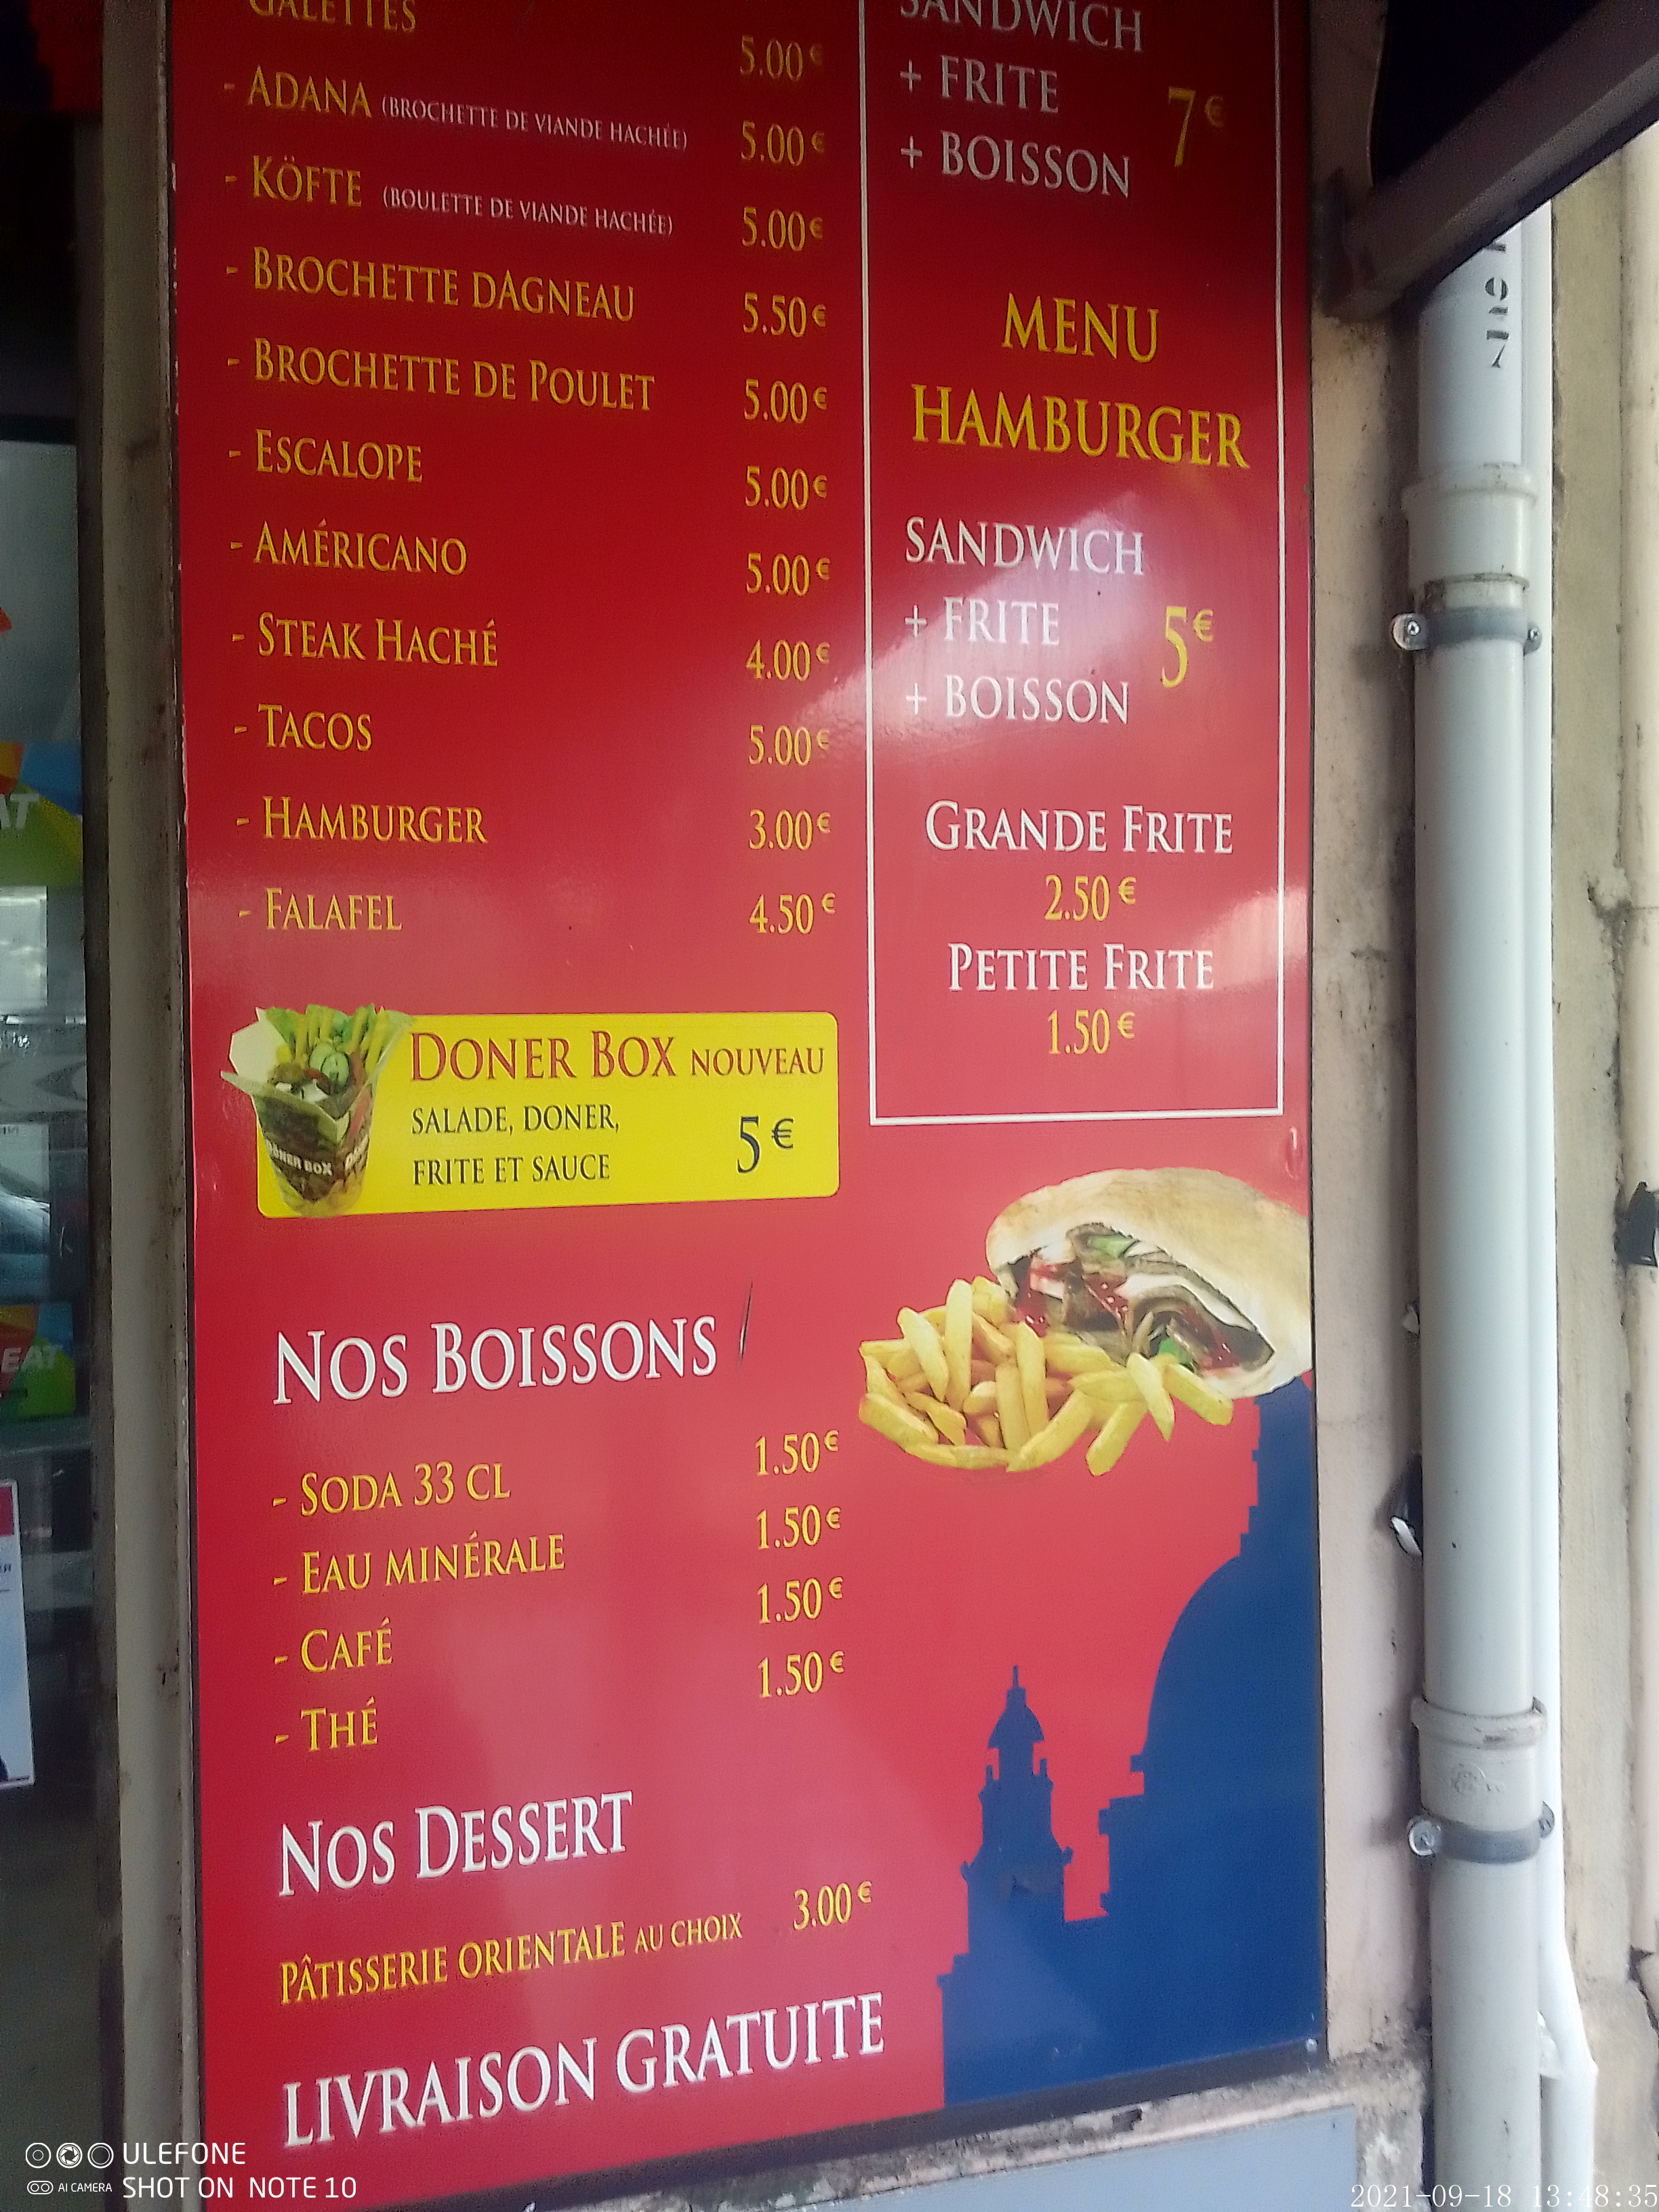 GALETTES 5.00€
- ADANA (BROCHETTE DE VIANDE HACHÉE) 5.00€
- KÖFTE (BOULETTE DE VIANDE HACHÉE) 5.00€
- BROCHETTE DAGNEAU 5.50€
- BROCHETTE DE POULET 5.00€
- ESCALOPE 5.00€
- AMÉRICANO 5.00€
- STEAK HACHÉ 4.00€
- TACOS 5.00€
- HAMBURGER 3.00€
- FALAFEL 4.50€
DONER BOX NOUVEAU
SALADE, DONER,
FRITE ET SAUCE 5€
DÖNER BOX
NOS BOISSONS
- SODA 33 CL 1.50€
- EAU MINÉRALE 1.50€
- CAFÉ 1.50€
- THÉ 1.50€
NOS DESSERT
PÂTISSERIE ORIENTALE AU CHOIX 3.00€
LIVRAISON GRATUITE
SANDWICH
+ FRITE 7€
+ BOISSON
MENU
HAMBURGER
SANDWICH
+ FRITE 5€
+ BOISSON
GRANDE FRITE
2.50€
PETITE FRITE
1.50€
EAT
ULEFONE
AI CAMERA SHOT ON NOTE 10
2021-09-18 13:48:35